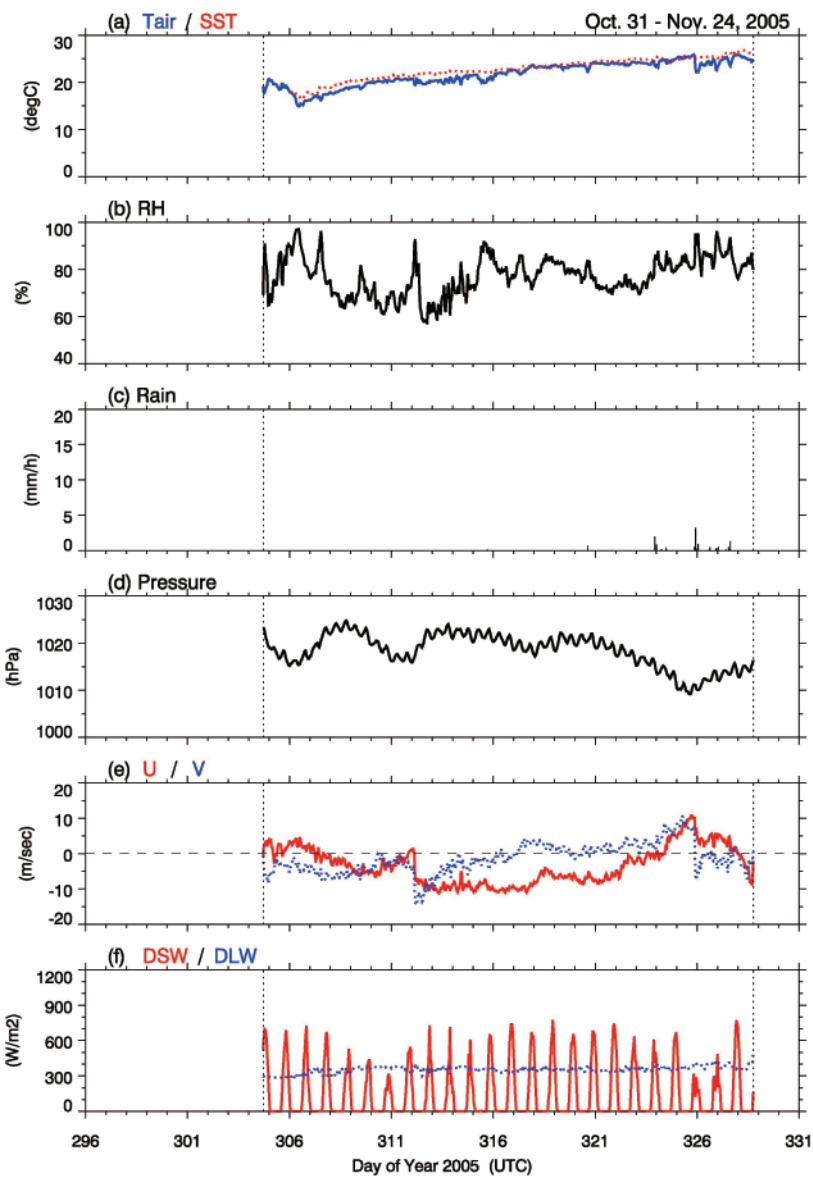 (a) Tair / SST Oct. 31 - Nov. 24, 2005
30
20
10
0
(degC)
(b) RH
100
80
60
40
(%)
(c) Rain
20
15
10
5
0
(mm/h)
(d) Pressure
1030
1020
1010
1000
(hPa)
(e) U / V
20
10
0
-10
-20
(m/sec)
(f) DSW / DLW
1200
900
600
300
0
(W/m2)
296 301 306 311 316 321 326 331
Day of Year 2005 (UTC)